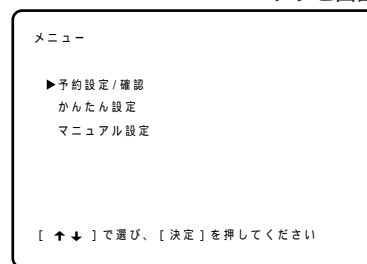 メニュー
▶予約設定/確認
かんたん設定
マニュアル設定
[ ↑↓ ]で選び、[決定]を押してください